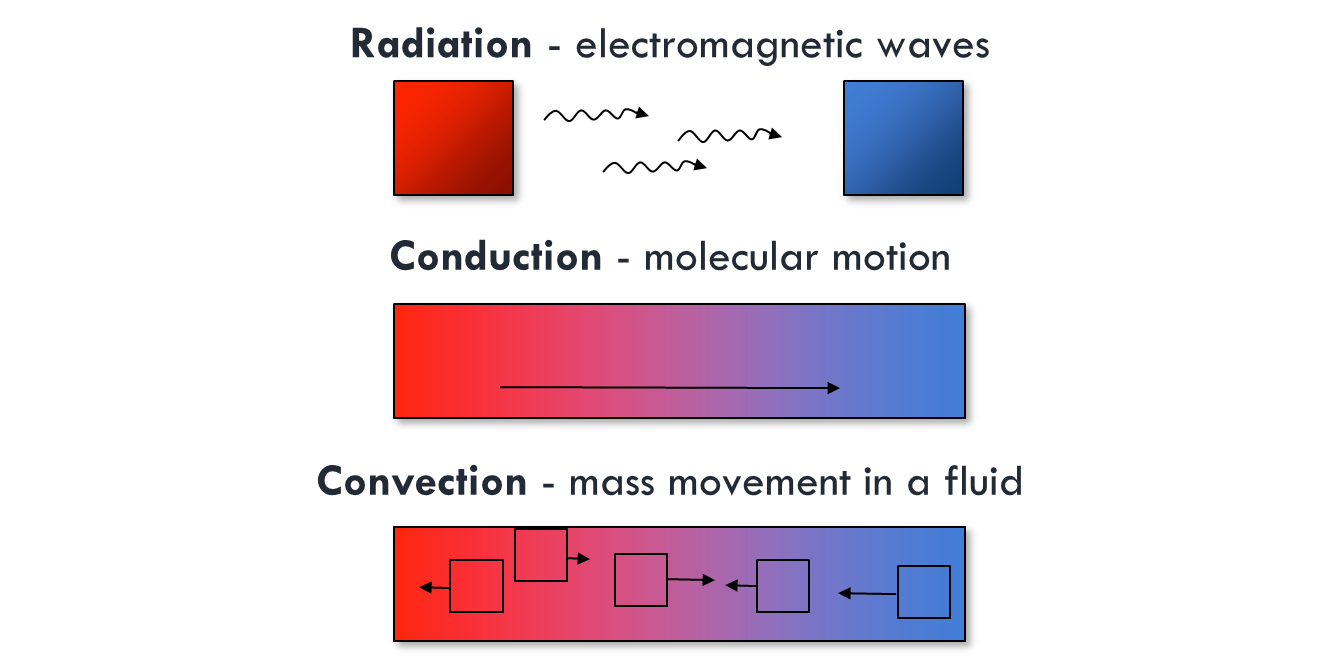 Radiation - electromagnetic waves
Conduction - molecular motion
Convection - mass movement in a fluid